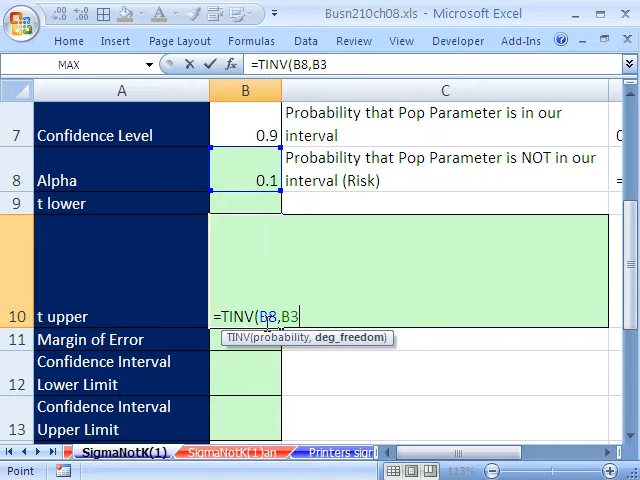 Busn210ch08.xls - Microsoft Excel
Home Insert Page Layout Formulas Data Review View Developer Add-Ins
MAX =TINV(B8,B3
A B C
7 Confidence Level 0.9 Probability that Pop Parameter is in our
interval
8 Alpha 0.1 Probability that Pop Parameter is NOT in our
interval (Risk)
9 t lower
10 t upper =TINV(B8,B3
TINV(probability, deg_freedom)
11 Margin of Error
12 Confidence Interval
Lower Limit
13 Confidence Interval
Upper Limit
SigmaNotK(1) SigmaNotK(1)an Printers sigr
Point 113%